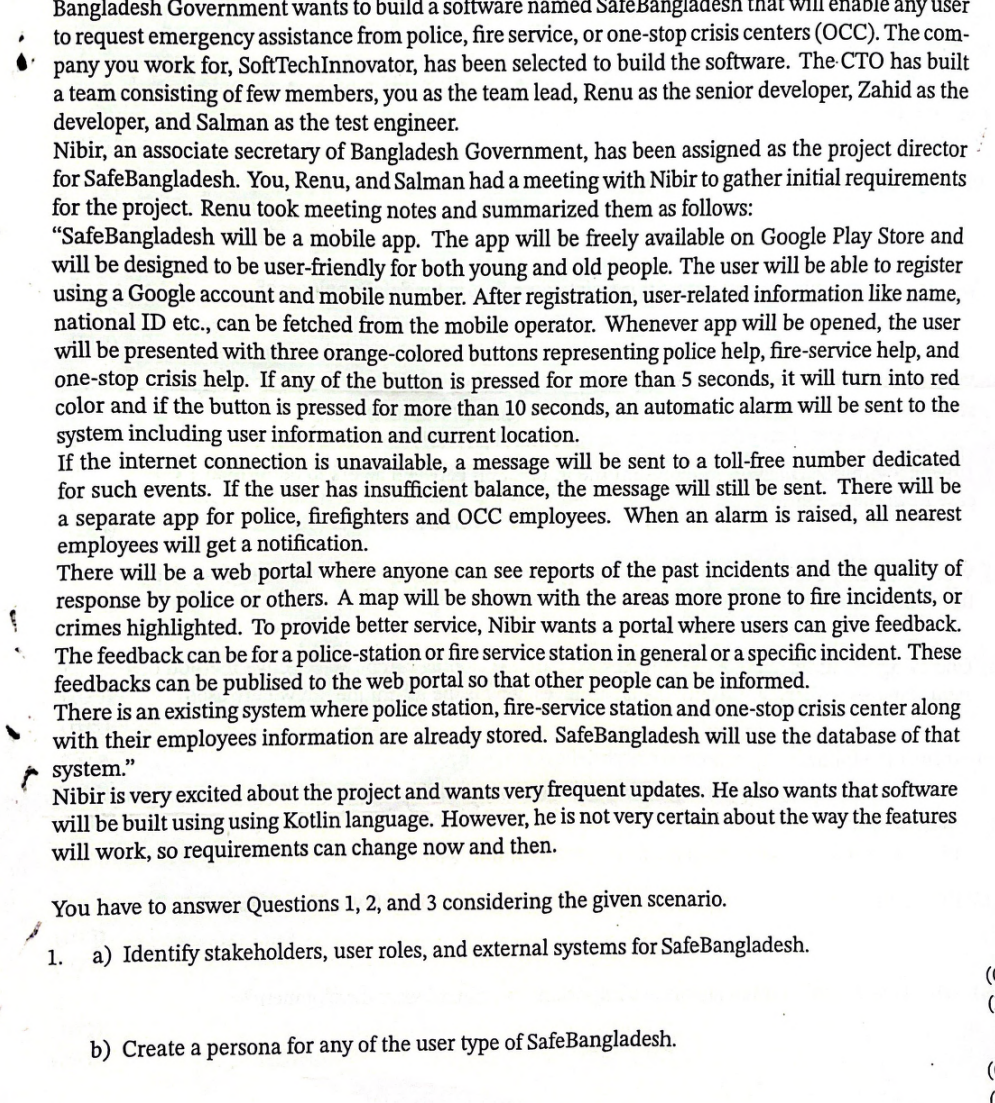 Bangladesh Government wants to build a software named SafeBangladesh that will enable any user
to request emergency assistance from police, fire service, or one-stop crisis centers (OCC). The com-
pany you work for, SoftTechInnovator, has been selected to build the software. The CTO has built
a team consisting of few members, you as the team lead, Renu as the senior developer, Zahid as the
developer, and Salman as the test engineer.
Nibir, an associate secretary of Bangladesh Government, has been assigned as the project director
for SafeBangladesh. You, Renu, and Salman had a meeting with Nibir to gather initial requirements
for the project. Renu took meeting notes and summarized them as follows:
“SafeBangladesh will be a mobile app. The app will be freely available on Google Play Store and
will be designed to be user-friendly for both young and old people. The user will be able to register
using a Google account and mobile number. After registration, user-related information like name,
national ID etc., can be fetched from the mobile operator. Whenever app will be opened, the user
will be presented with three orange-colored buttons representing police help, fire-service help, and
one-stop crisis help. If any of the button is pressed for more than 5 seconds, it will turn into red
color and if the button is pressed for more than 10 seconds, an automatic alarm will be sent to the
system including user information and current location.
If the internet connection is unavailable, a message will be sent to a toll-free number dedicated
for such events. If the user has insufficient balance, the message will still be sent. There will be
a separate app for police, firefighters and OCC employees. When an alarm is raised, all nearest
employees will get a notification.
There will be a web portal where anyone can see reports of the past incidents and the quality of
response by police or others. A map will be shown with the areas more prone to fire incidents, or
crimes highlighted. To provide better service, Nibir wants a portal where users can give feedback.
The feedback can be for a police-station or fire service station in general or a specific incident. These
feedbacks can be publised to the web portal so that other people can be informed.
There is an existing system where police station, fire-service station and one-stop crisis center along
with their employees information are already stored. SafeBangladesh will use the database of that
system.”
Nibir is very excited about the project and wants very frequent updates. He also wants that software
will be built using using Kotlin language. However, he is not very certain about the way the features
will work, so requirements can change now and then.
You have to answer Questions 1, 2, and 3 considering the given scenario.
1. a) Identify stakeholders, user roles, and external systems for SafeBangladesh.
b) Create a persona for any of the user type of SafeBangladesh.